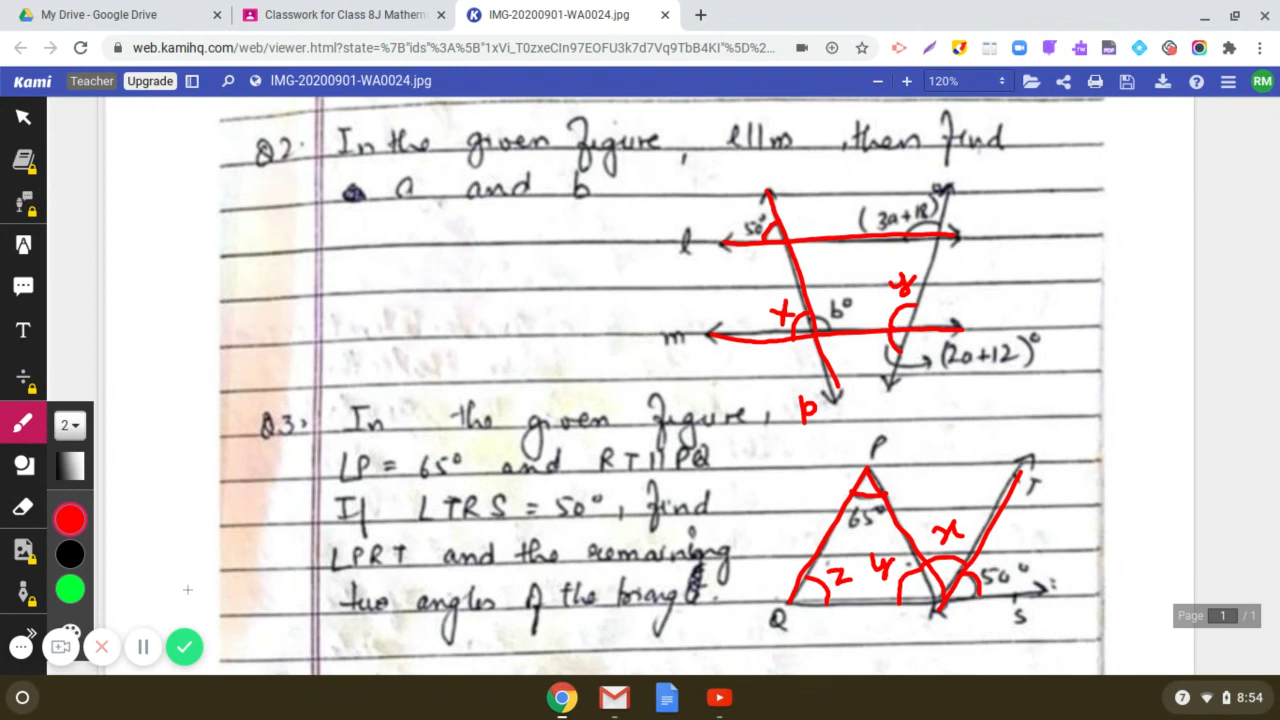 My Drive - Google Drive
Classwork for Class 8J Mathem
IMG-20200901-WA0024.jpg
web.kamihq.com/web/viewer.html?state=%7B"ids"%3A%5B"1xVi_T0zxeCIn97EOFU3k7d7Vq9TbB4KI"%5D%2...
Kami
Teacher
Upgrade
IMG-20200901-WA0024.jpg
120%
RM
Q2. In the given figure, l||m, then find
a and b
50°
(3a+18)°
l
x
b°
y
m
(2a+12)°
p
Q3. In the given figure,
∠P = 65° and RT || PQ
If ∠TRS = 50°, find
∠PRT and the remaining
two angles of the triangle.
P
65°
T
x
z
y
50°
Q
R
S
T
2
Page 1 / 1
7
8:54